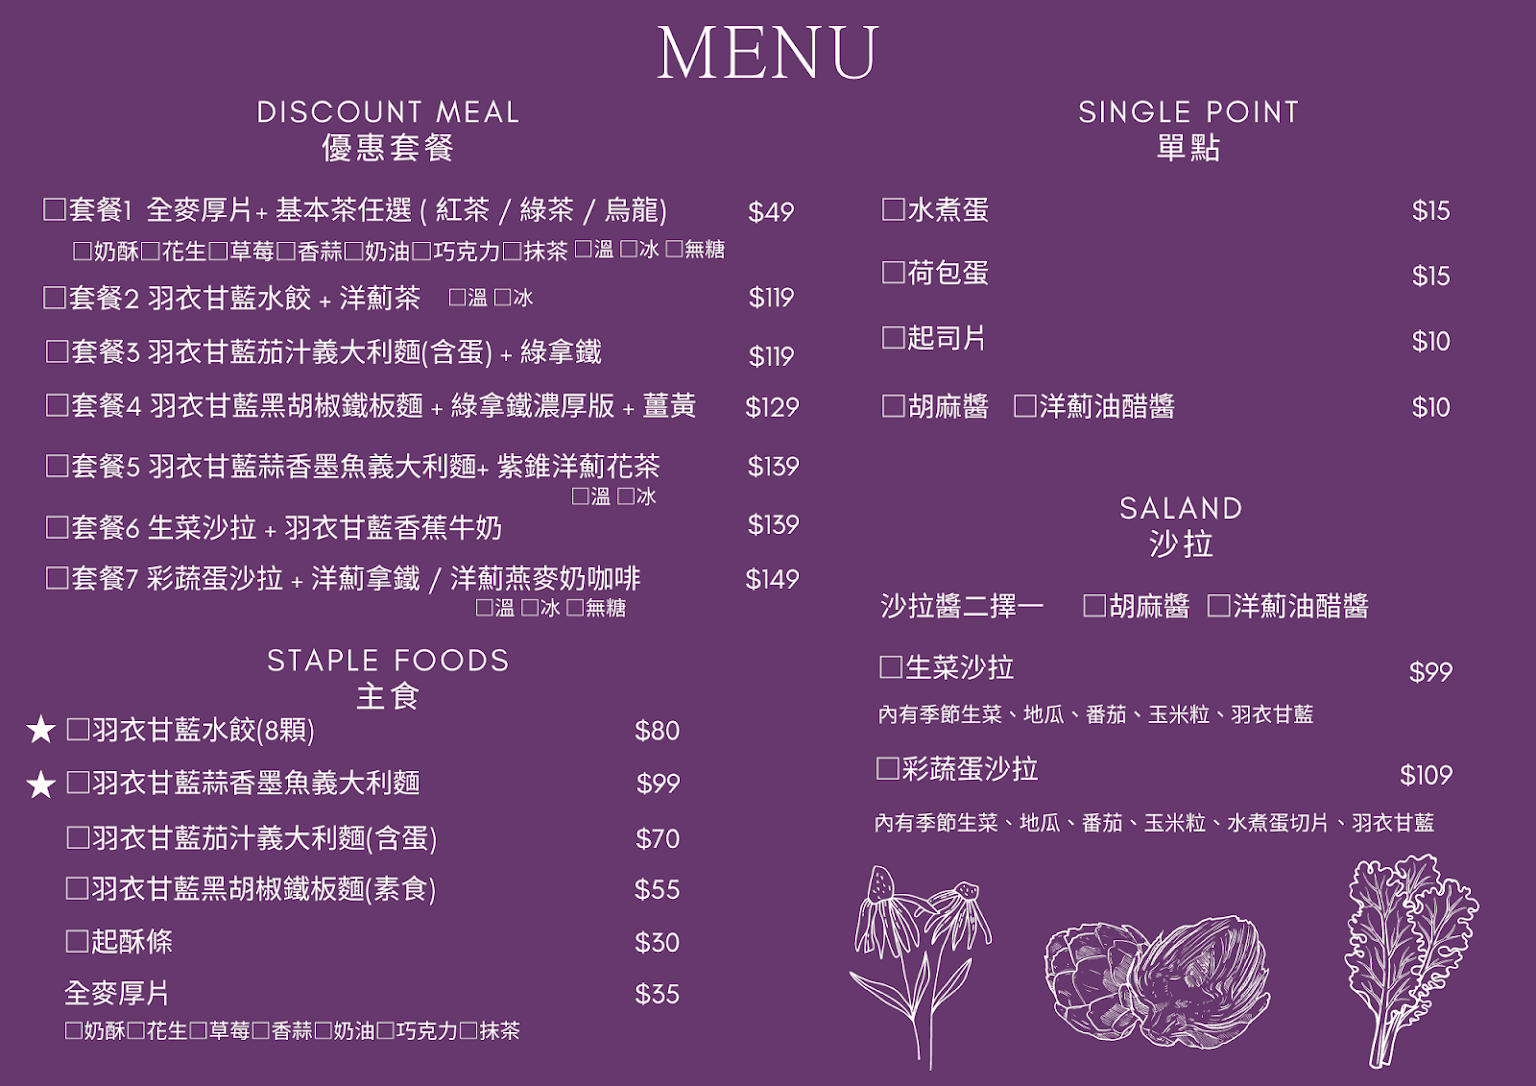 MENU
DISCOUNT MEAL
優惠套餐
□套餐1 全麥厚片+ 基本茶任選 ( 紅茶 / 綠茶 / 烏龍) $49
□奶酥□花生□草莓□香蒜□奶油□巧克力□抹茶 □溫 □冰 □無糖
□套餐2 羽衣甘藍水餃 + 洋薊茶 □溫 □冰 $119
□套餐3 羽衣甘藍茄汁義大利麵(含蛋) + 綠拿鐵 $119
□套餐4 羽衣甘藍黑胡椒鐵板麵 + 綠拿鐵濃厚版 + 薑黃 $129
□套餐5 羽衣甘藍蒜香墨魚義大利麵+ 紫錐洋薊花茶 $139
□溫 □冰
□套餐6 生菜沙拉 + 羽衣甘藍香蕉牛奶 $139
□套餐7 彩蔬蛋沙拉 + 洋薊拿鐵 / 洋薊燕麥奶咖啡 $149
□溫 □冰 □無糖
STAPLE FOODS
主食
★ □羽衣甘藍水餃(8顆) $80
★ □羽衣甘藍蒜香墨魚義大利麵 $99
□羽衣甘藍茄汁義大利麵(含蛋) $70
□羽衣甘藍黑胡椒鐵板麵(素食) $55
□起酥條 $30
全麥厚片 $35
□奶酥□花生□草莓□香蒜□奶油□巧克力□抹茶
SINGLE POINT
單點
□水煮蛋 $15
□荷包蛋 $15
□起司片 $10
□胡麻醬 □洋薊油醋醬 $10
SALAND
沙拉
沙拉醬二擇一 □胡麻醬 □洋薊油醋醬
□生菜沙拉 $99
內有季節生菜、地瓜、番茄、玉米粒、羽衣甘藍
□彩蔬蛋沙拉 $109
內有季節生菜、地瓜、番茄、玉米粒、水煮蛋切片、羽衣甘藍